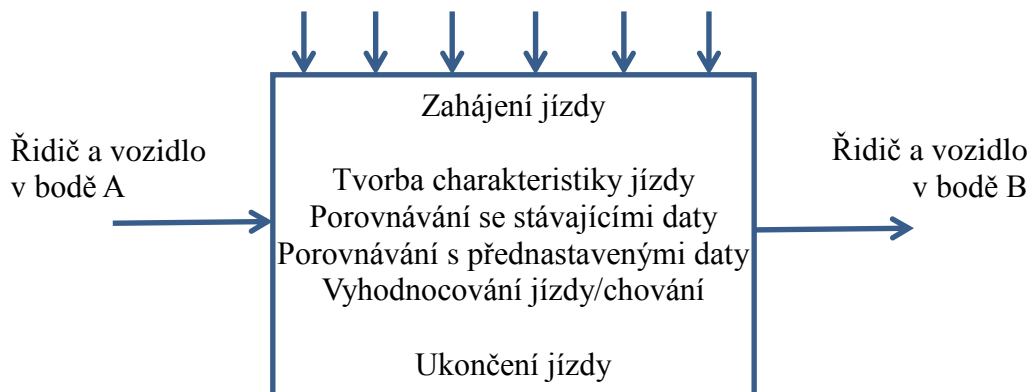 Zahájení jízdy
Řidič a vozidlo
v bodě A
Řidič a vozidlo
v bodě B
Tvorba charakteristiky jízdy
Porovnávání se stávajícími daty
Porovnávání s přednastavenými daty
Vyhodnocování jízdy/chování
Ukončení jízdy